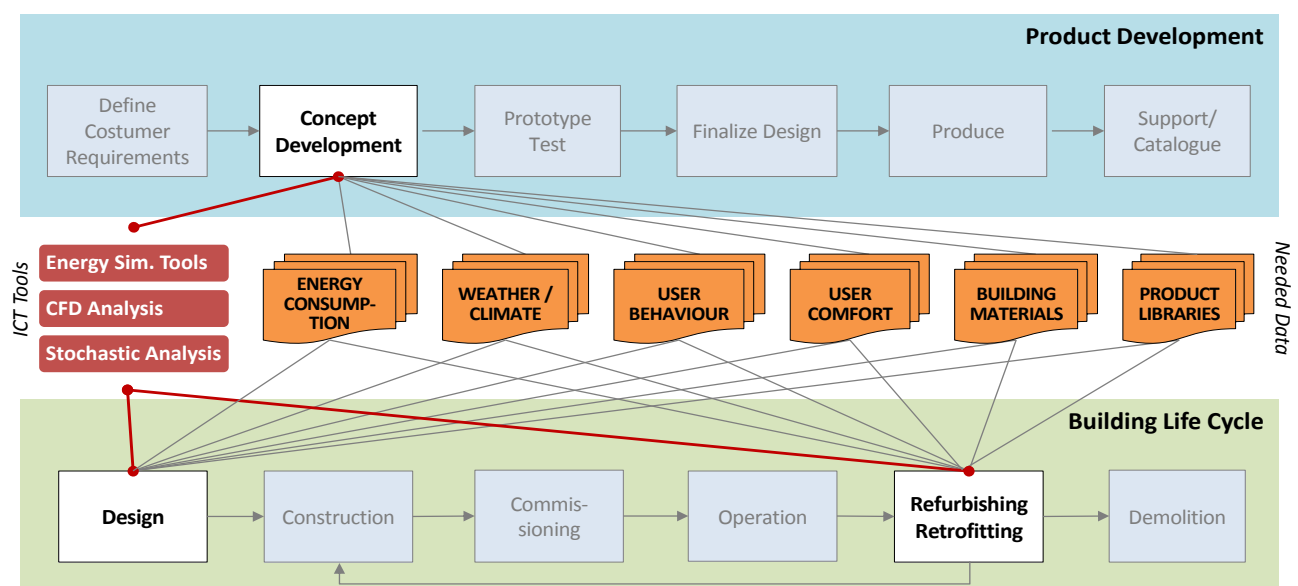 Product Development
Define
Costumer
Requirements
Concept
Development
Prototype
Test
Finalize Design
Produce
Support/
Catalogue
ICT Tools
Energy Sim. Tools
CFD Analysis
Stochastic Analysis
ENERGY
CONSUMP-
TION
WEATHER /
CLIMATE
USER
BEHAVIOUR
USER
COMFORT
BUILDING
MATERIALS
PRODUCT
LIBRARIES
Needed Data
Building Life Cycle
Design
Construction
Commis-
sioning
Operation
Refurbishing
Retrofitting
Demolition